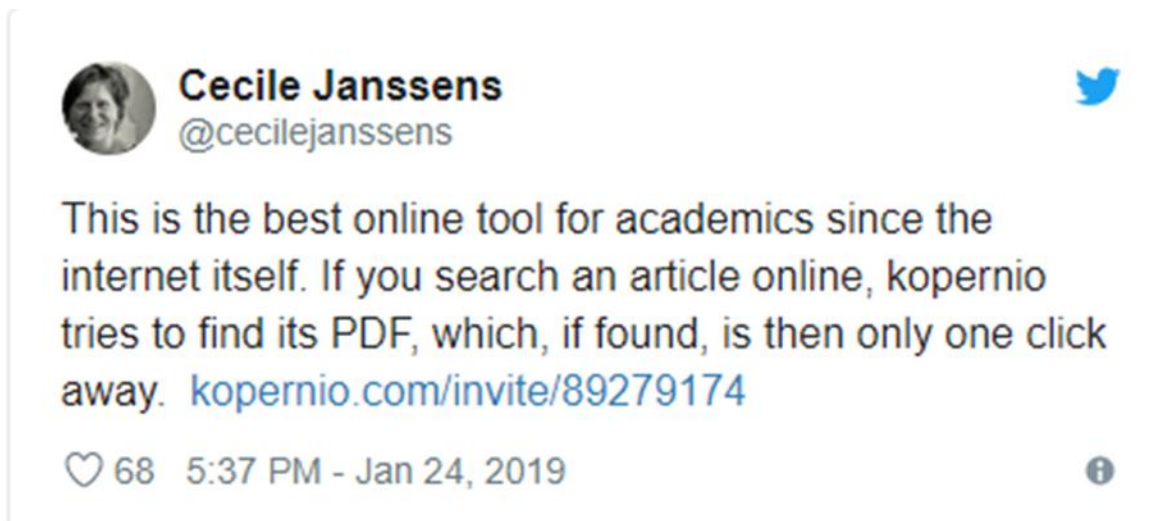 Cecile Janssens
@cecilejanssens
This is the best online tool for academics since the
internet itself. If you search an article online, kopernio
tries to find its PDF, which, if found, is then only one click
away. kopernio.com/invite/89279174
68 5:37 PM - Jan 24, 2019